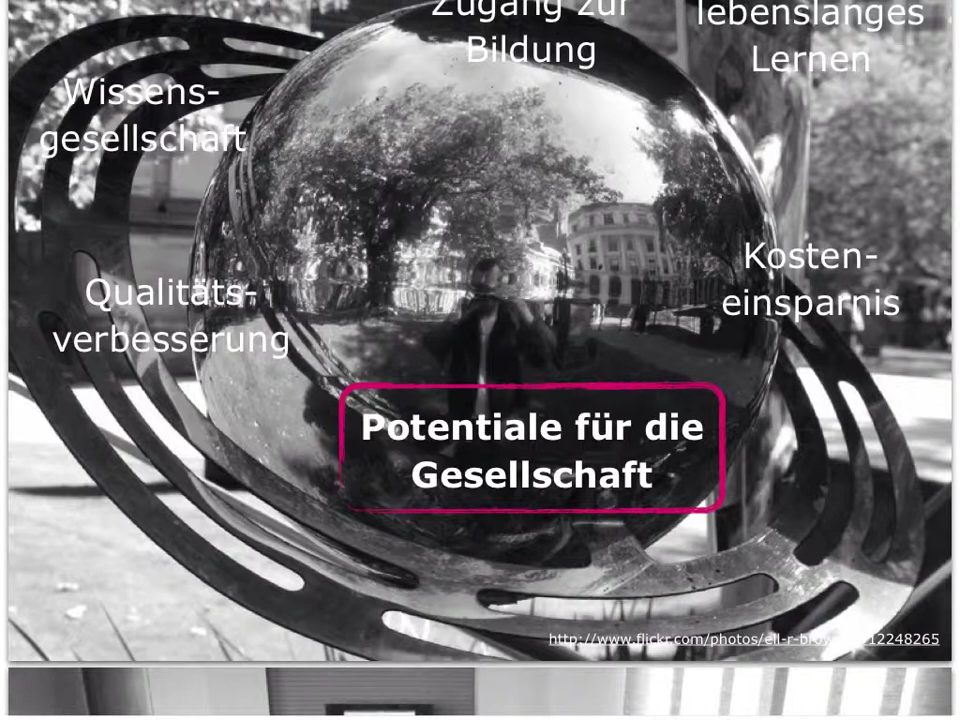 Zugang zur
Bildung
lebenslanges
Lernen
Wissens-
gesellschaft
Kosten-
einsparnis
Qualitäts-
verbesserung
Potentiale für die
Gesellschaft